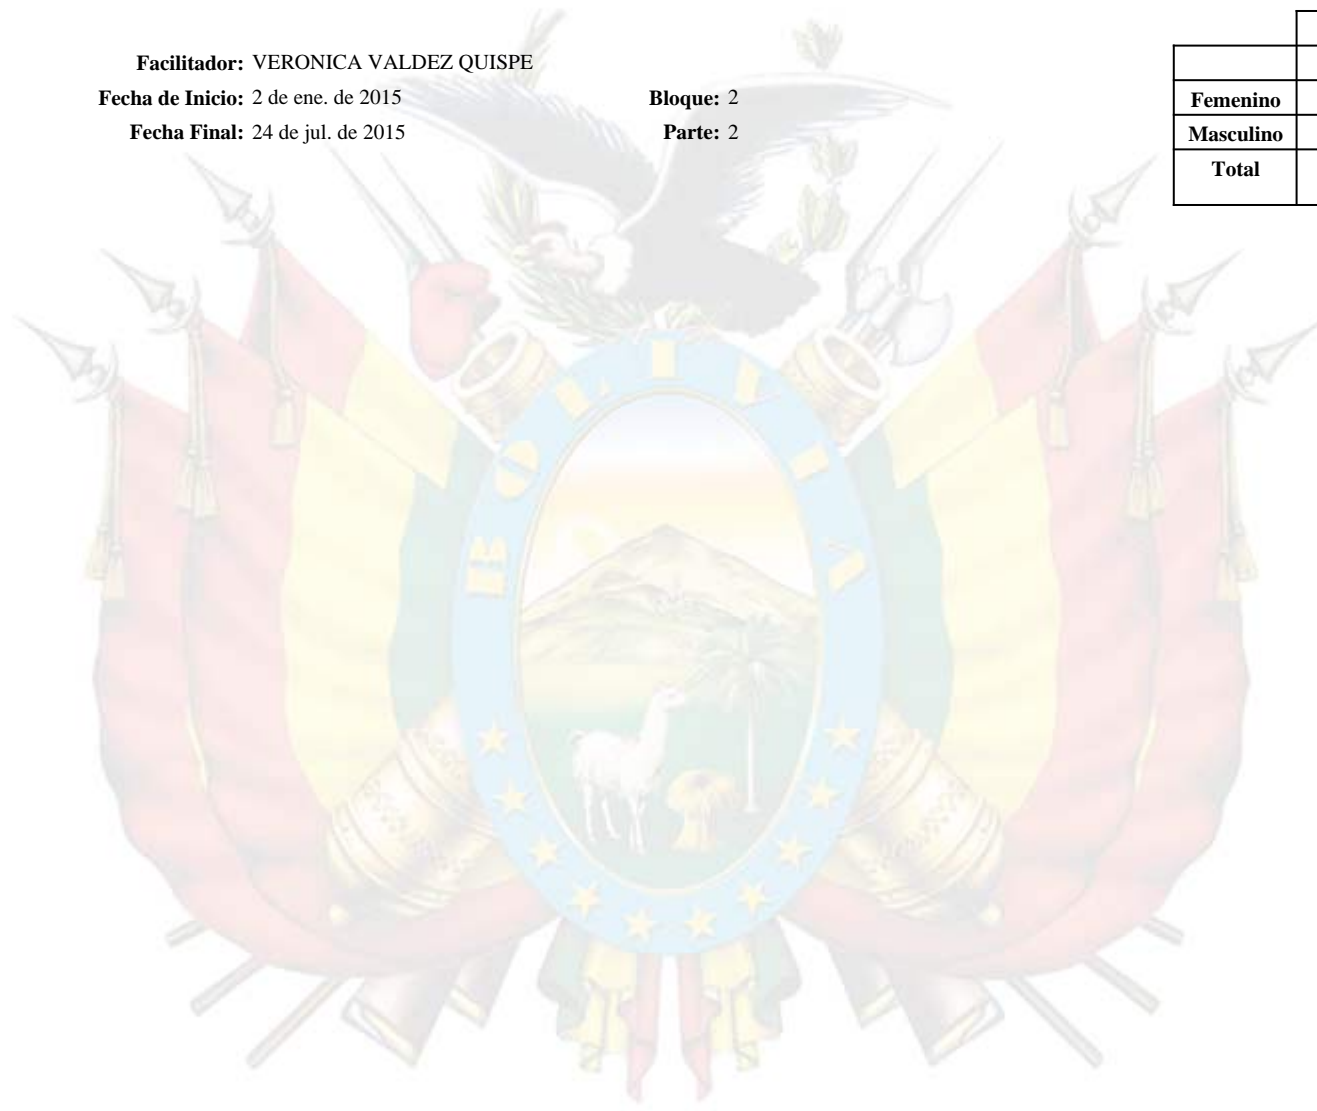 Facilitador: VERONICA VALDEZ QUISPE
Fecha de Inicio: 2 de ene. de 2015 Bloque: 2
Fecha Final: 24 de jul. de 2015 Parte: 2
Femenino
Masculino
Total
BOLIVIA